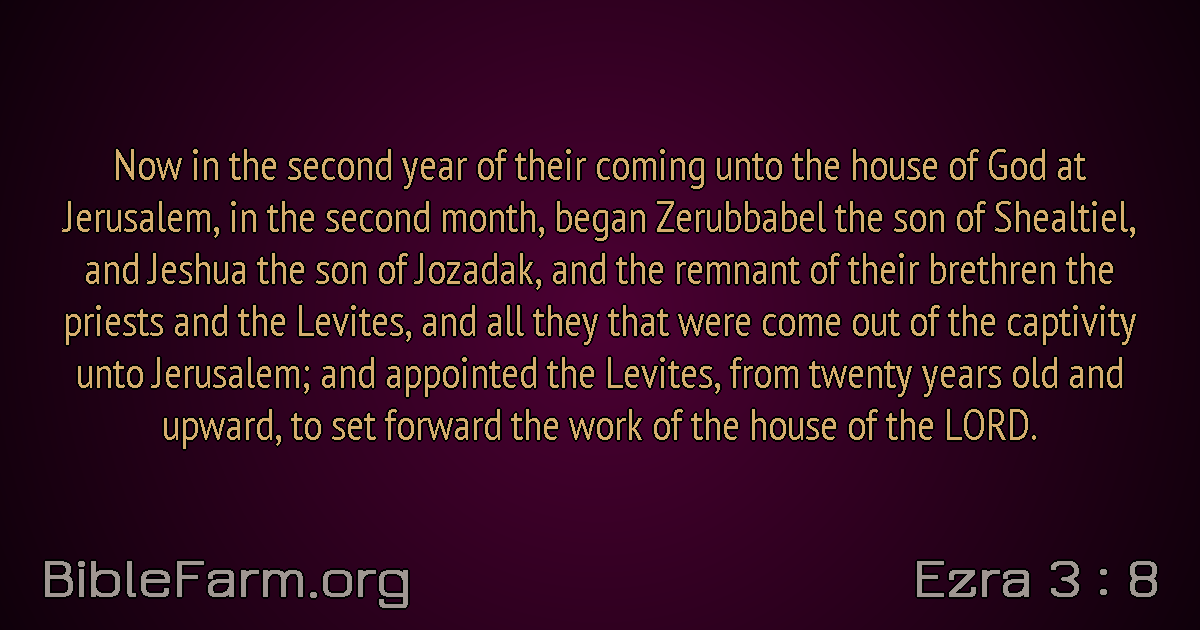 Now in the second year of their coming unto the house of God at
Jerusalem, in the second month, began Zerubbabel the son of Shealtiel,
and Jeshua the son of Jozadak, and the remnant of their brethren the
priests and the Levites, and all they that were come out of the captivity
unto Jerusalem; and appointed the Levites, from twenty years old and
upward, to set forward the work of the house of the LORD.
BibleFarm.org
Ezra 3 : 8